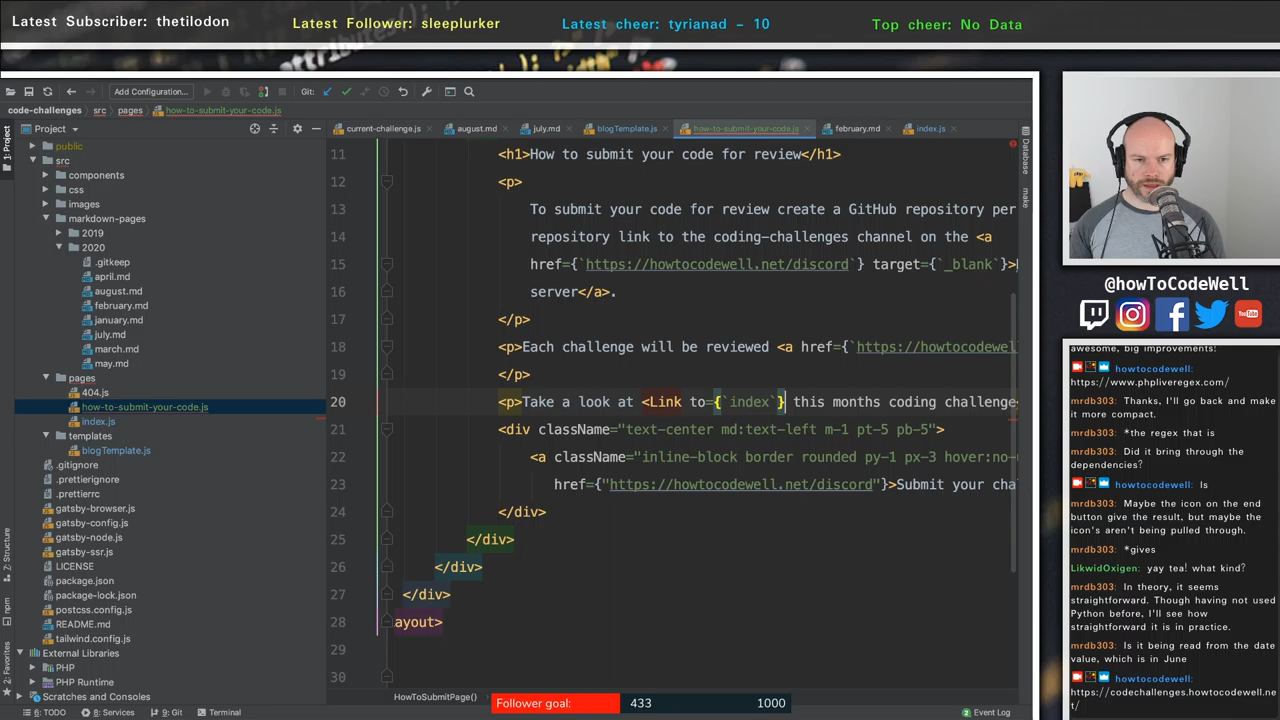 Latest Subscriber: thetilodon
Latest Follower: sleeplurker
Latest cheer: tyrianad - 10
Top cheer: No Data
Add Configuration...
Git:
code-challenges
src
pages
how-to-submit-your-code.js
Project
current-challenge.js
august.md
july.md
blogTemplate.js
how-to-submit-your-code.js
february.md
index.js
1: Project
7: Structure
npm
2: Favorites
Database
make
public
src
components
css
images
markdown-pages
2019
2020
.gitkeep
april.md
august.md
february.md
january.md
july.md
march.md
may.md
pages
404.js
how-to-submit-your-code.js
index.js
templates
blogTemplate.js
.gitignore
.prettierignore
.prettierrc
gatsby-browser.js
gatsby-config.js
gatsby-node.js
gatsby-ssr.js
LICENSE
package.json
package-lock.json
postcss.config.js
README.md
tailwind.config.js
External Libraries
PHP
PHP Runtime
Scratches and Consoles
11 <h1>How to submit your code for review</h1>
12 <p>
13 To submit your code for review create a GitHub repository per
14 repository link to the coding-challenges channel on the <a
15 href={`https://howtocodewell.net/discord`} target={`_blank`}>
16 server</a>.
17 </p>
18 <p>Each challenge will be reviewed <a href={`https://howtocodewel
19 </p>
20 <p>Take a look at <Link to={`index`} this months coding challenge
21 <div className="text-center md:text-left m-1 pt-5 pb-5">
22 <a className="inline-block border rounded py-1 px-3 hover:no-
23 href={"https://howtocodewell.net/discord"}>Submit your cha
24 </div>
25 </div>
26 </div>
27 </div>
28 ayout>
29
30
HowToSubmitPage()
6: TODO
8: Services
9: Git
Terminal
Event Log
Follower goal:
433
1000
@howToCodeWell
awesome, big improvements!
howtocodewell:
https://www.phpliveregex.com/
mrdb303: Thanks, I'll go back and make
it more compact.
mrdb303: *the regex that is
mrdb303: Did it bring through the
dependencies?
howtocodewell: Is
mrdb303: Maybe the icon on the end
button give the result, but maybe the
icon's aren't being pulled through.
mrdb303: *gives
LikwidOxigen: yay tea! what kind?
mrdb303: In theory, it seems
straightforward. Though having not used
Python before, I'll see how
straightforward it is in practice.
mrdb303: Is it being read from the date
value, which is in June
howtocodewell:
https://codechallenges.howtocodewell.ne
t/